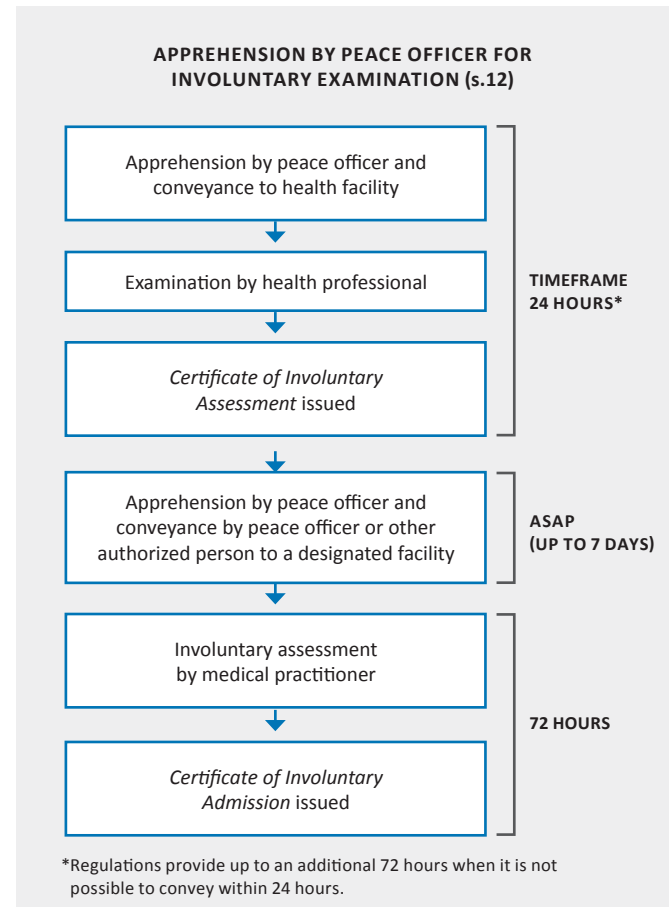 APPREHENSION BY PEACE OFFICER FOR
INVOLUNTARY EXAMINATION (s.12)
Apprehension by peace officer and
conveyance to health facility
Examination by health professional
TIMEFRAME
24 HOURS*
Certificate of Involuntary
Assessment issued
Apprehension by peace officer and
conveyance by peace officer or other
authorized person to a designated facility
ASAP
(UP TO 7 DAYS)
Involuntary assessment
by medical practitioner
72 HOURS
Certificate of Involuntary
Admission issued
*Regulations provide up to an additional 72 hours when it is not
possible to convey within 24 hours.